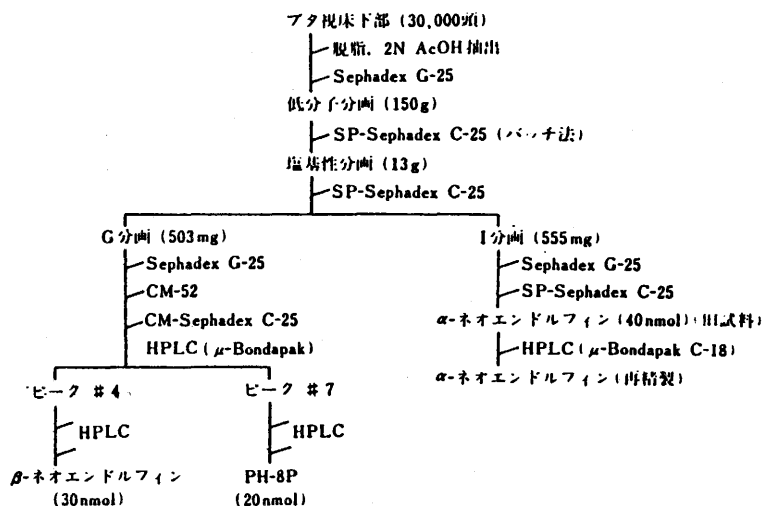 ブタ視床下部 (30,000頭)
脱脂, 2N AcOH抽出
Sephadex G-25
低分子分画 (150g)
SP-Sephadex C-25 (バッチ法)
塩基性分画 (13g)
SP-Sephadex C-25
G分画 (503mg)
I分画 (555mg)
Sephadex G-25
Sephadex G-25
CM-52
SP-Sephadex C-25
CM-Sephadex C-25
α-ネオエンドルフィン (40nmol) 旧試料
HPLC (μ-Bondapak)
HPLC (μ-Bondapak C-18)
α-ネオエンドルフィン (再精製)
ピーク #4
ピーク #7
HPLC
HPLC
β-ネオエンドルフィン
(30nmol)
PH-8P
(20nmol)